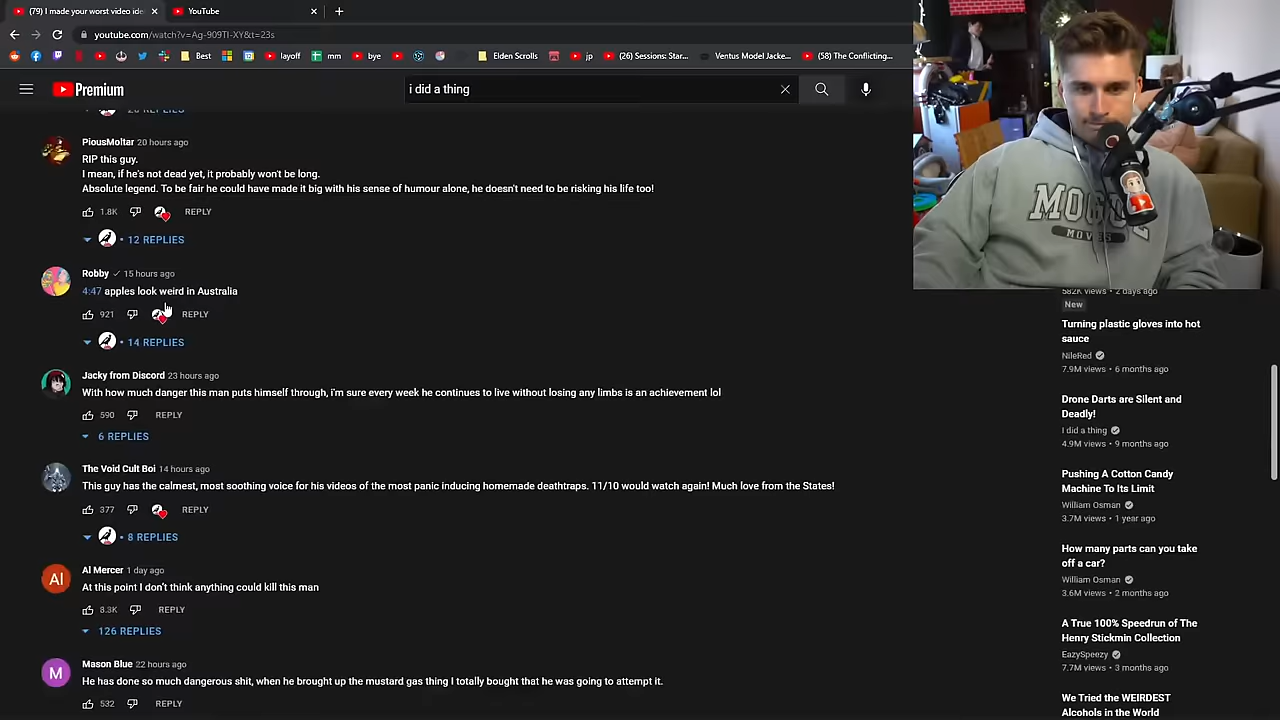 (79) I made your worst video ide
YouTube
youtube.com/watch?v=Ag-909TI-XY&t=23s
Best
layoff
mm
bye
Elden Scrolls
jp
(26) Sessions: Star...
Ventus Model Jacke...
(58) The Conflicting...
Premium
i did a thing
REPLIES
PiousMoltar 20 hours ago
RIP this guy.
I mean, if he's not dead yet, it probably won't be long.
Absolute legend. To be fair he could have made it big with his sense of humour alone, he doesn't need to be risking his life too!
1.8K REPLY
• 12 REPLIES
Robby 15 hours ago
4:47 apples look weird in Australia
921 REPLY
• 14 REPLIES
Jacky from Discord 23 hours ago
With how much danger this man puts himself through, i'm sure every week he continues to live without losing any limbs is an achievement lol
590 REPLY
6 REPLIES
The Void Cult Boi 14 hours ago
This guy has the calmest, most soothing voice for his videos of the most panic inducing homemade deathtraps. 11/10 would watch again! Much love from the States!
377 REPLY
• 8 REPLIES
Al Mercer 1 day ago
Al
At this point I don't think anything could kill this man
8.3K REPLY
126 REPLIES
Mason Blue 22 hours ago
M
He has done so much dangerous shit, when he brought up the mustard gas thing I totally bought that he was going to attempt it.
532 REPLY
MOVES
582K views • 2 days ago
New
Turning plastic gloves into hot
sauce
NileRed
7.9M views • 6 months ago
Drone Darts are Silent and
Deadly!
I did a thing
4.9M views • 9 months ago
Pushing A Cotton Candy
Machine To Its Limit
William Osman
3.7M views • 1 year ago
How many parts can you take
off a car?
William Osman
3.6M views • 2 months ago
A True 100% Speedrun of The
Henry Stickmin Collection
EazySpeezy
7.7M views • 3 months ago
We Tried the WEIRDEST
Alcohols in the World